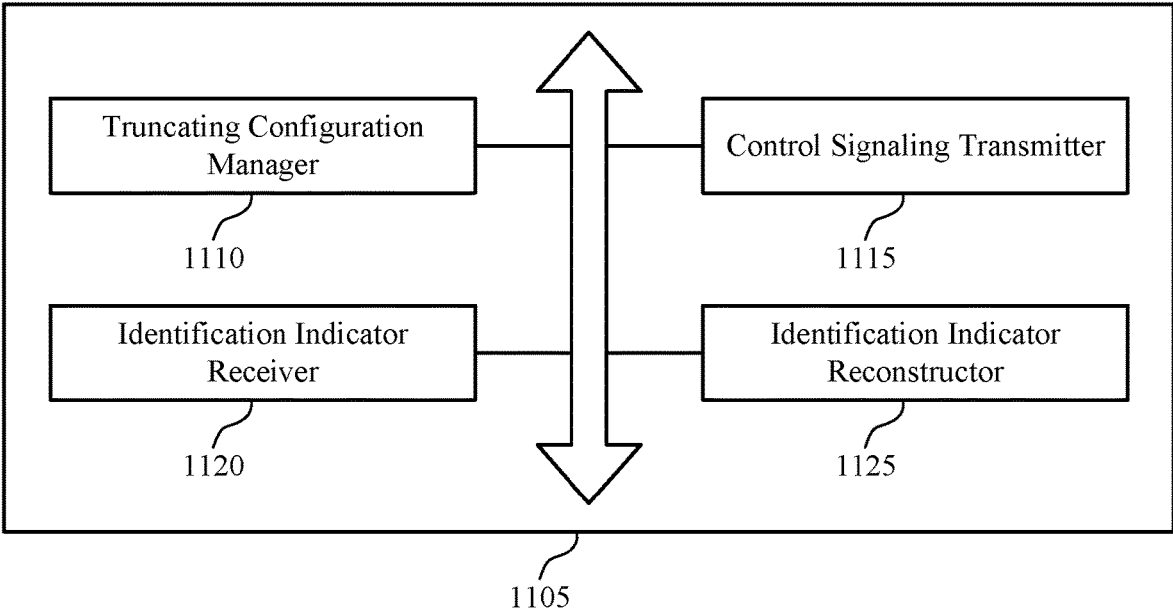 Truncating Configuration
Manager
Control Signaling Transmitter
1110
1115
Identification Indicator
Receiver
Identification Indicator
Reconstructor
1120
1125
1105